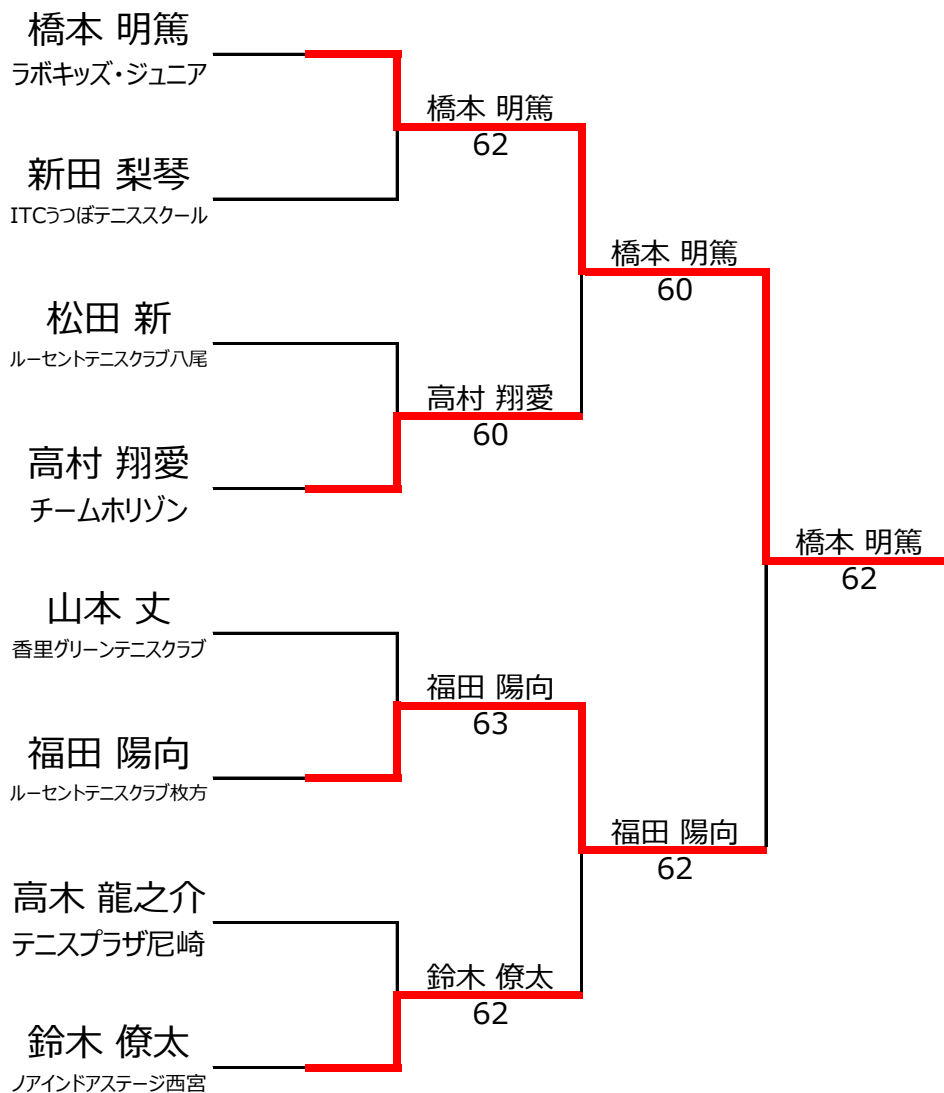 橋本 明篤
ラボキッズ・ジュニア
新田 梨琴
ITCうつぼテニススクール
松田 新
ルーセントテニスクラブ八尾
高村 翔愛
チームホリゾン
山本 丈
香里グリーンテニスクラブ
福田 陽向
ルーセントテニスクラブ枚方
高木 龍之介
テニスプラザ尼崎
鈴木 僚太
ノアインドアステージ西宮
橋本 明篤
62
高村 翔愛
60
福田 陽向
63
鈴木 僚太
62
橋本 明篤
60
福田 陽向
62
橋本 明篤
62